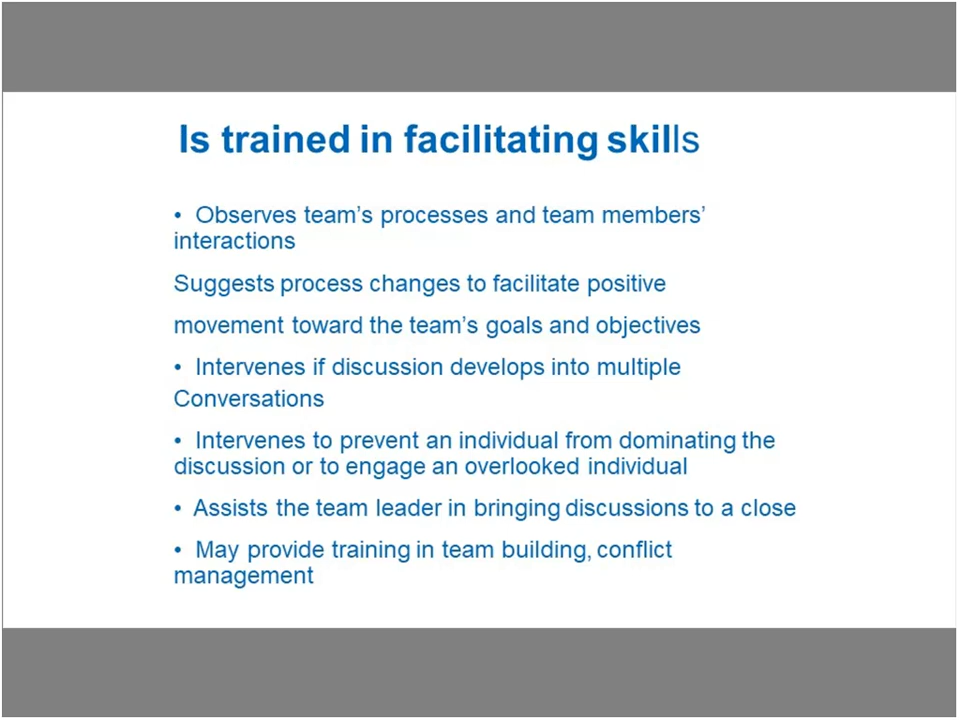 Is trained in facilitating skills
• Observes team's processes and team members'
interactions
Suggests process changes to facilitate positive
movement toward the team's goals and objectives
• Intervenes if discussion develops into multiple
Conversations
• Intervenes to prevent an individual from dominating the
discussion or to engage an overlooked individual
• Assists the team leader in bringing discussions to a close
• May provide training in team building, conflict
management